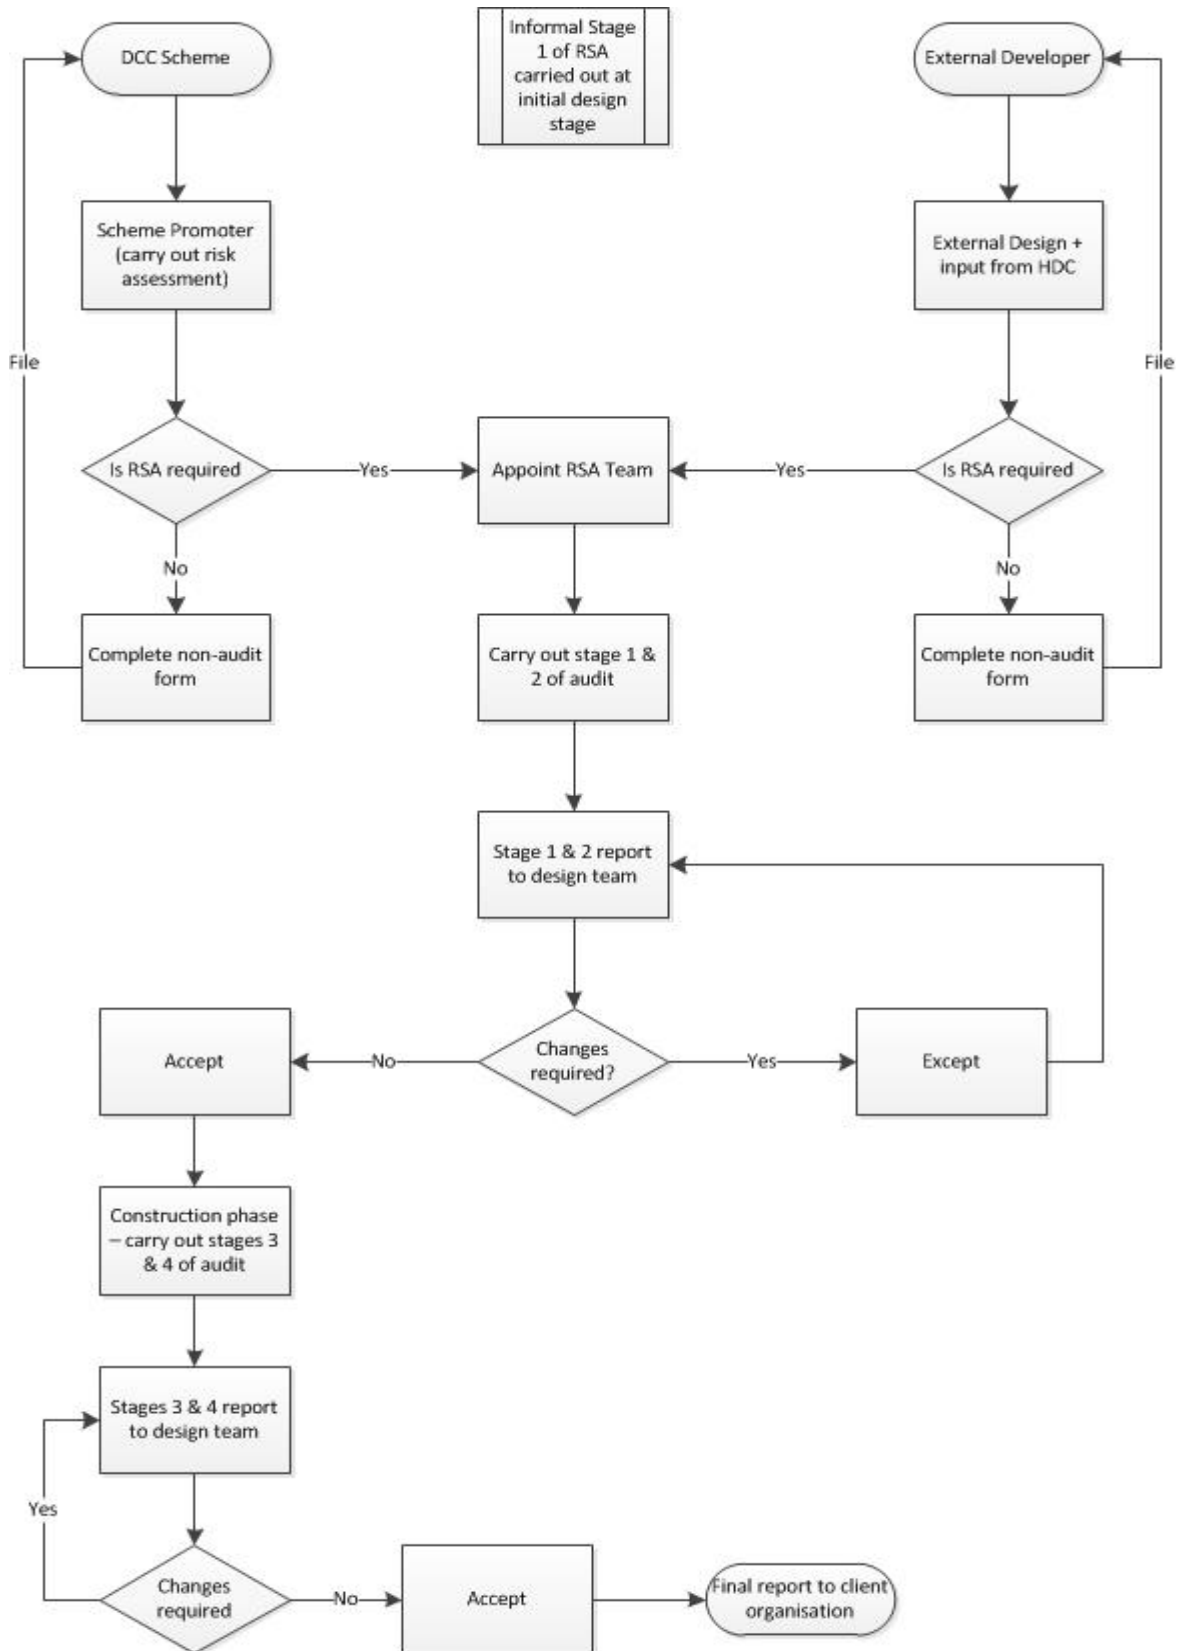 DCC Scheme
Informal Stage
1 of RSA
carried out at
initial design
stage
External Developer
Scheme Promoter
(carry out risk
assessment)
External Design +
input from HDC
File
File
Is RSA required
Yes
Appoint RSA Team
Yes
Is RSA required
No
No
Complete non-audit
form
Carry out stage 1 &
2 of audit
Complete non-audit
form
Stage 1 & 2 report
to design team
Accept
No
Changes
required?
Yes
Except
Construction phase
– carry out stages 3
& 4 of audit
Stages 3 & 4 report
to design team
Yes
Changes
required
No
Accept
Final report to client
organisation